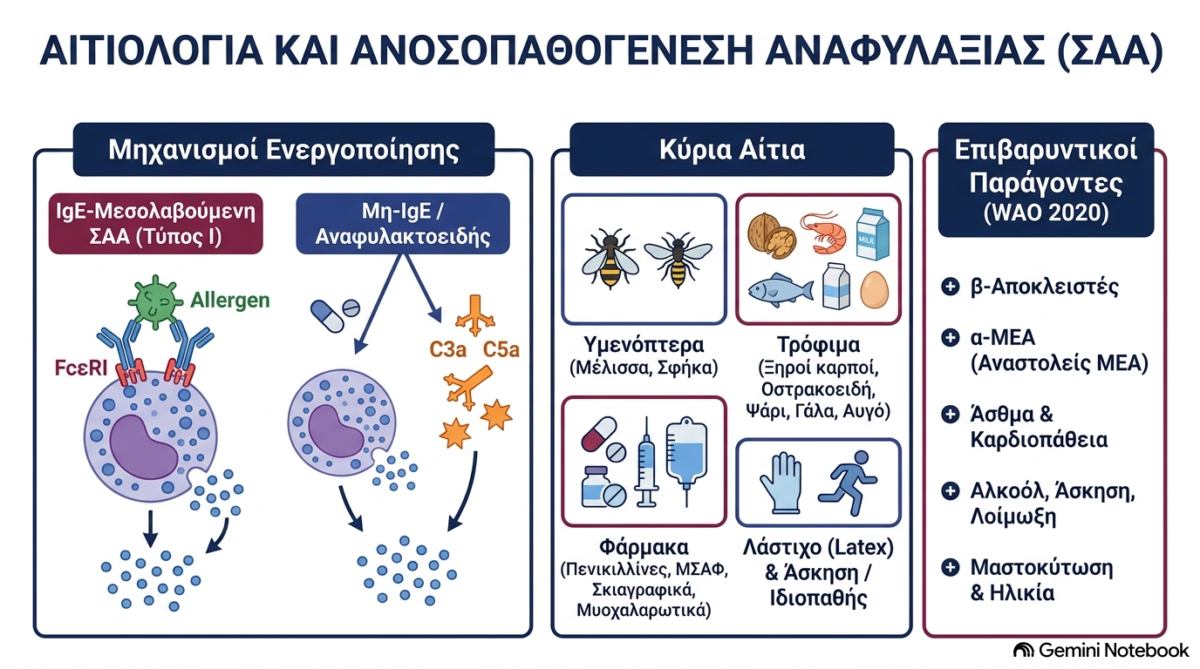 ΑΙΤΙΟΛΟΓΙΑ ΚΑΙ ΑΝΟΣΟΠΑΘΟΓΕΝΕΣΗ ΑΝΑΦΥΛΑΞΙΑΣ (ΣΑΑ)
Μηχανισμοί Ενεργοποίησης
IgE-Μεσολαβούμενη
ΣΑΑ (Τύπος I)
Allergen
FcεRI
Μη-IgE /
Αναφυλακτοειδής
C3a C5a
Κύρια Αίτια
Υμενόπτερα
(Μέλισσα, Σφήκα)
MILK
Τρόφιμα
(Ξηροί καρποί,
Οστρακοειδή,
Ψάρι, Γάλα, Αυγό)
Φάρμακα
(Πενικιλλίνες, ΜΣΑΦ,
Σκιαγραφικά,
Μυοχαλαρωτικά)
Λάστιχο (Latex)
& Άσκηση /
Ιδιοπαθής
Επιβαρυντικοί
Παράγοντες
(WAO 2020)
β-Αποκλειστές
α-ΜΕΑ
(Αναστολείς ΜΕΑ)
Άσθμα &
Καρδιοπάθεια
Αλκοόλ, Άσκηση,
Λοίμωξη
Μαστοκύτωση
& Ηλικία
Gemini Notebook